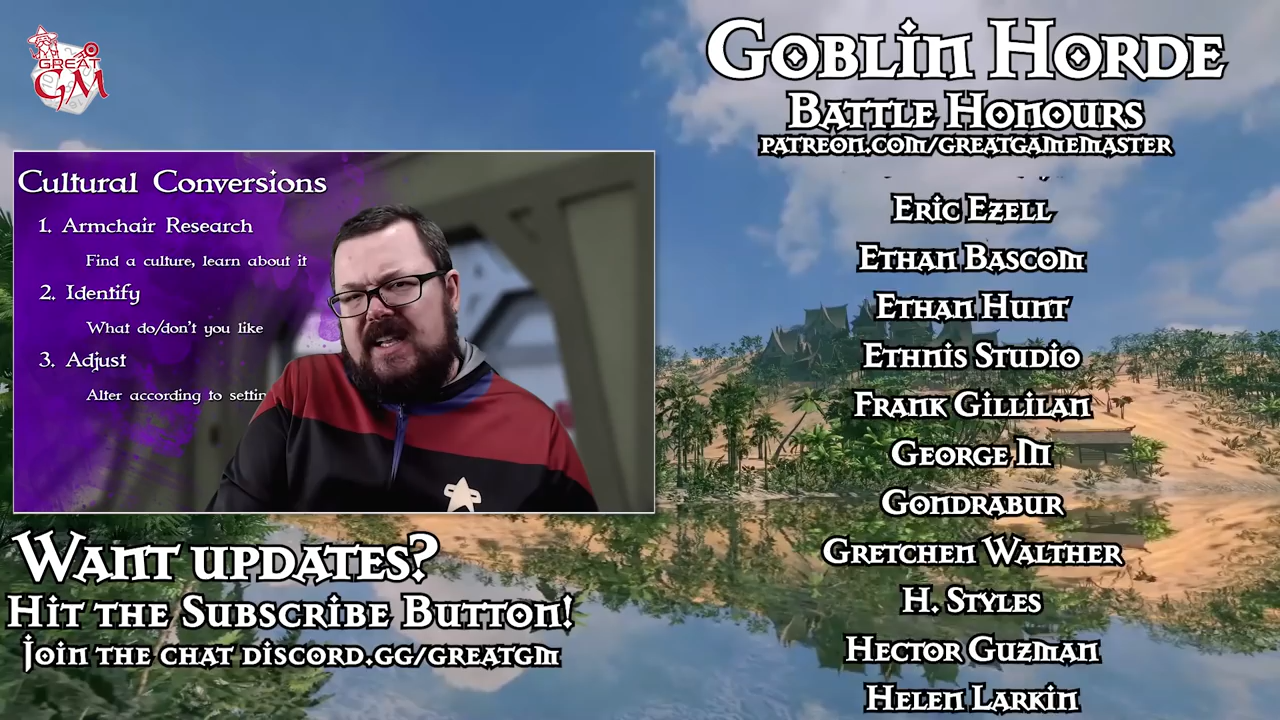 GREAT
GM
Cultural Conversions
1. Armchair Research
Find a culture, learn about it
2. Identify
What do/don't you like
3. Adjust
Alter according to settin
Want updates?
Hit the Subscribe Button!
Join the chat discord.gg/greatgm
Goblin Horde
Battle Honours
patreon.com/greatgamemaster
Eric Ezell
Ethan Bascom
Ethan Hunt
Ethnis Studio
Frank Gillilan
George M
Gondrabur
Gretchen Walther
H. Styles
Hector Guzman
Helen Larkin